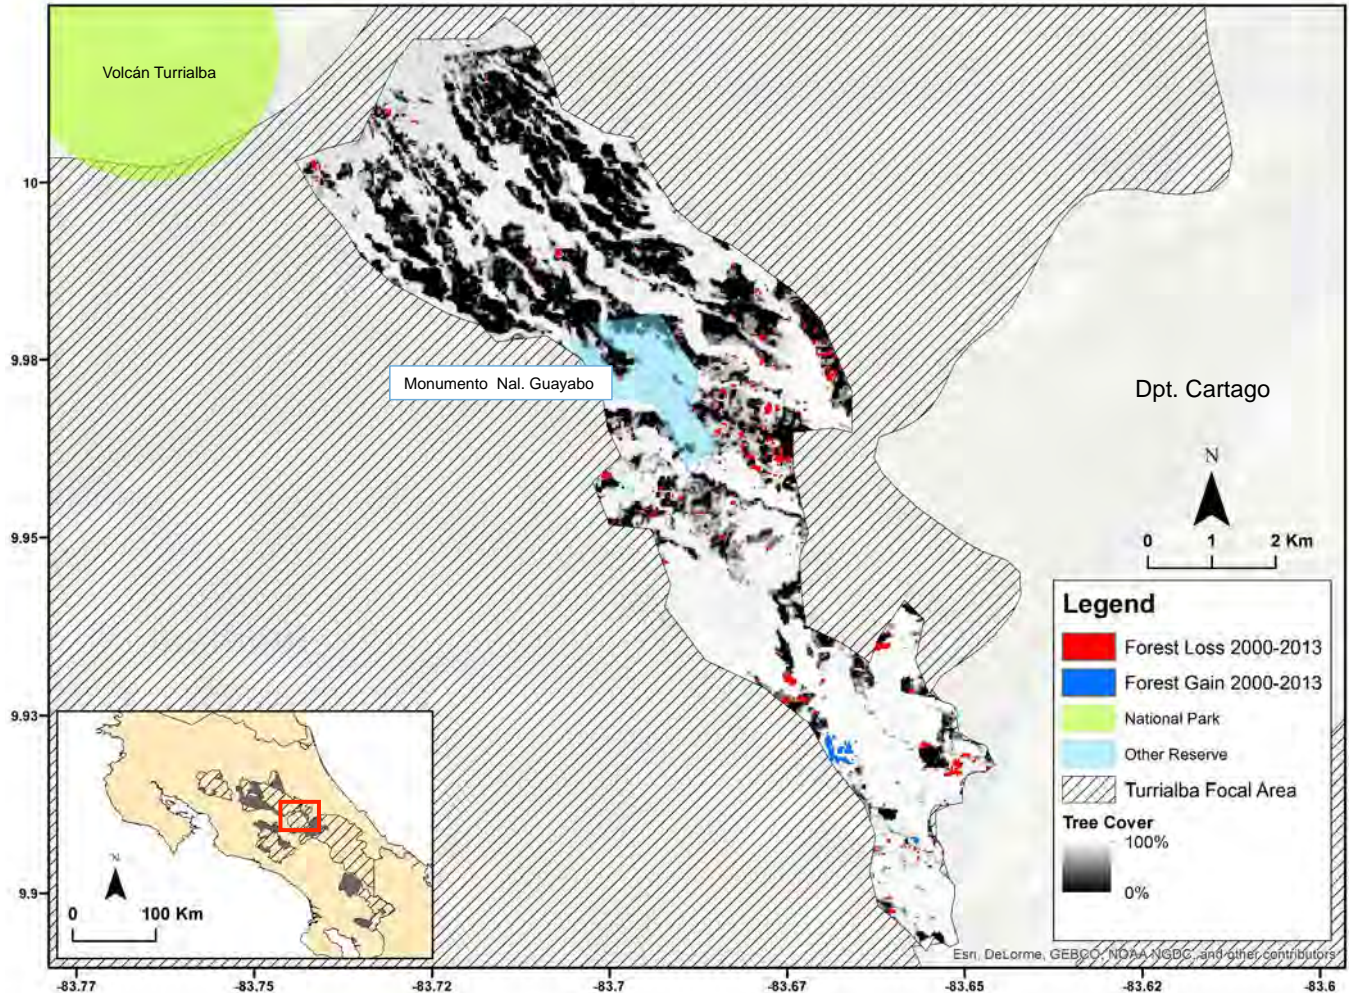 Volcán Turrialba
Monumento Nal. Guayabo
Dpt. Cartago
N
0 1 2 Km
Legend
Forest Loss 2000-2013
Forest Gain 2000-2013
National Park
Other Reserve
Turrialba Focal Area
Tree Cover
100%
0%
Esri, DeLorme, GEBCO, NOAA NGDC, and other contributors
N
0 100 Km
10
9.98
9.95
9.93
9.9
-83.77 -83.75 -83.72 -83.7 -83.67 -83.65 -83.62 -83.6